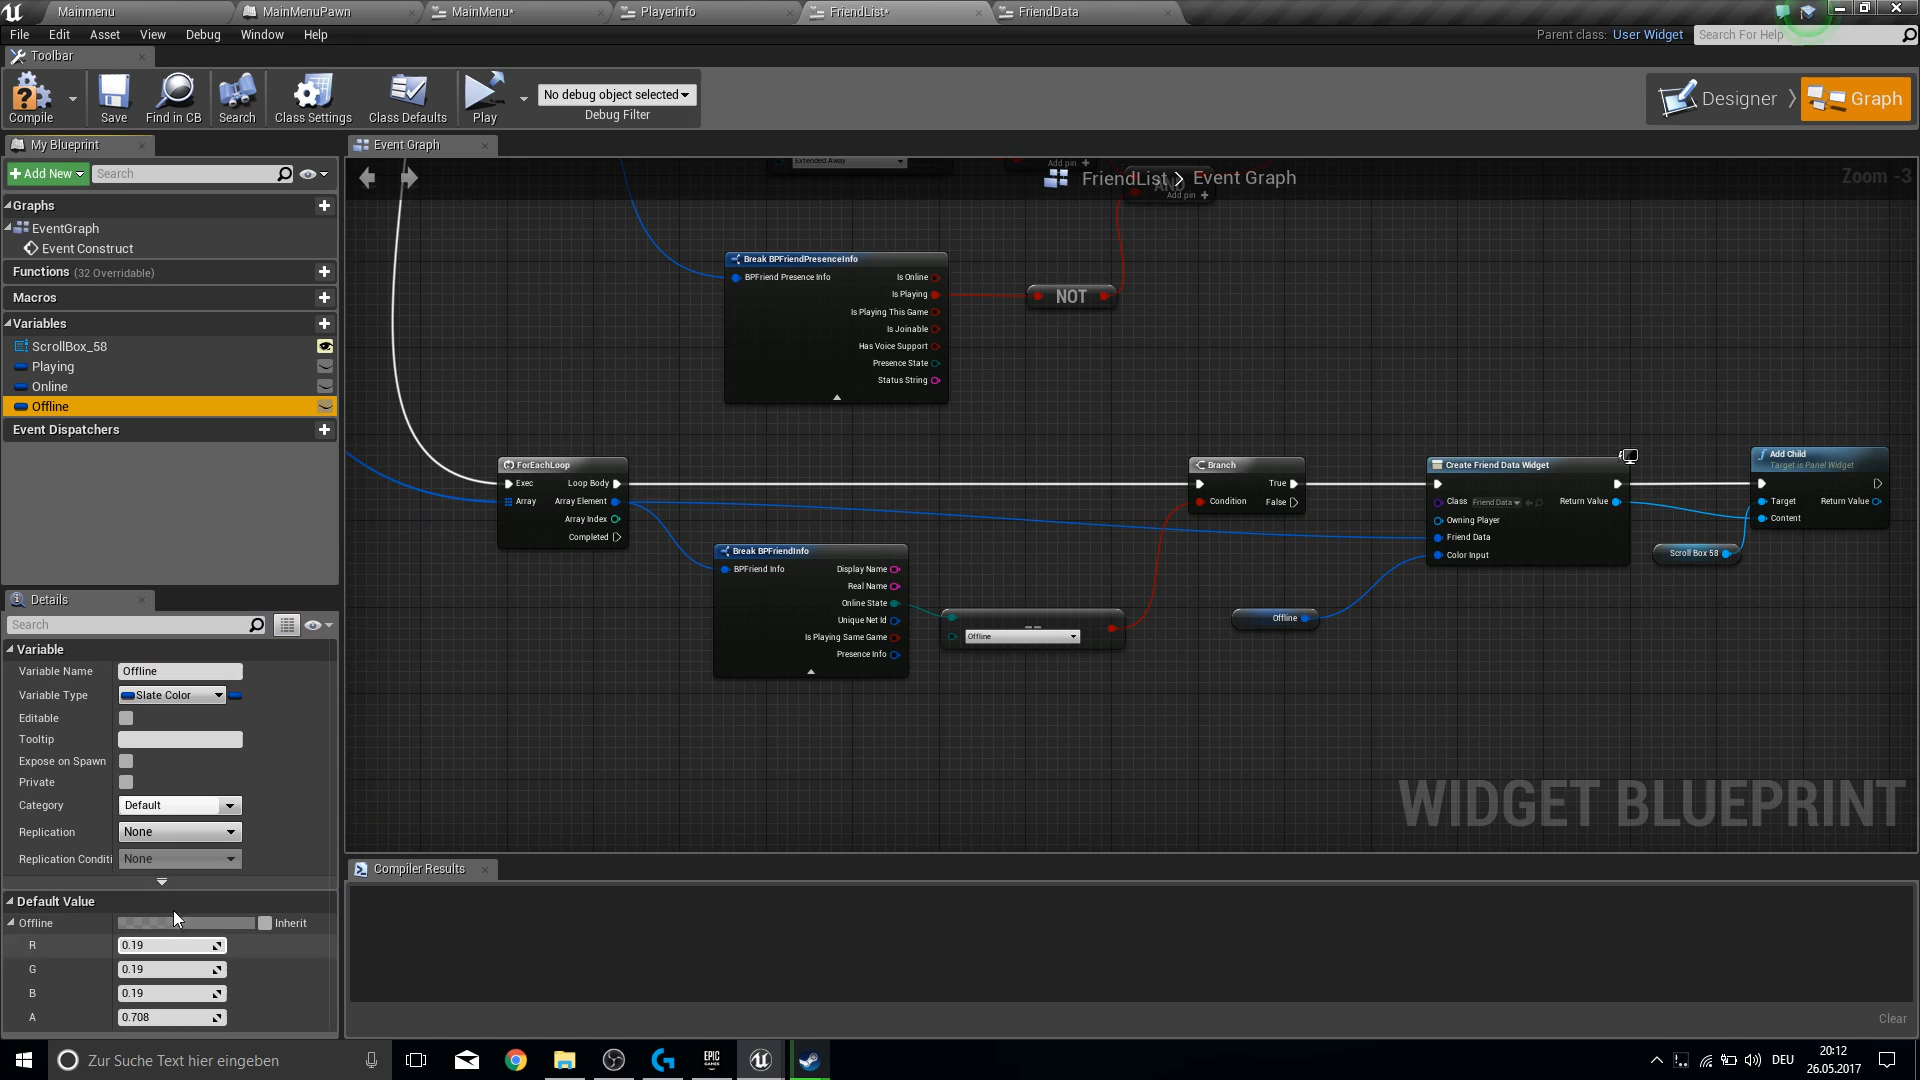 Mainmenu
MainMenuPawn
MainMenu*
PlayerInfo
FriendList*
FriendData
File
Edit
Asset
View
Debug
Window
Help
Parent class: User Widget
Search For Help
Toolbar
Compile
Save
Find in CB
Search
Class Settings
Class Defaults
Play
No debug object selected
Debug Filter
Designer
Graph
My Blueprint
Add New
Search
Graphs
EventGraph
Event Construct
Functions (32 Overridable)
Macros
Variables
ScrollBox_58
Playing
Online
Offline
Event Dispatchers
Event Graph
FriendList > Event Graph
Zoom -3
Extended Away
Add pin +
AND
Add pin +
Break BPFriendPresenceInfo
BPFriend Presence Info
Is Online
Is Playing
Is Playing This Game
Is Joinable
Has Voice Support
Presence State
Status String
NOT
ForEachLoop
Exec
Loop Body
Array
Array Element
Array Index
Completed
Branch
True
Condition
False
Create Friend Data Widget
Class
Friend Data
Return Value
Owning Player
Friend Data
Color Input
Add Child
Target is Panel Widget
Target
Return Value
Content
Scroll Box 58
Break BPFriendInfo
BPFriend Info
Display Name
Real Name
Online State
Unique Net Id
Is Playing Same Game
Presence Info
==
Offline
Offline
WIDGET BLUEPRINT
Details
Search
Variable
Variable Name
Offline
Variable Type
Slate Color
Editable
Tooltip
Expose on Spawn
Private
Category
Default
Replication
None
Replication Conditi
None
Default Value
Offline
Inherit
R
0.19
G
0.19
B
0.19
A
0.708
Compiler Results
Clear
Zur Suche Text hier eingeben
EPIC
GAMES
DEU
20:12
26.05.2017